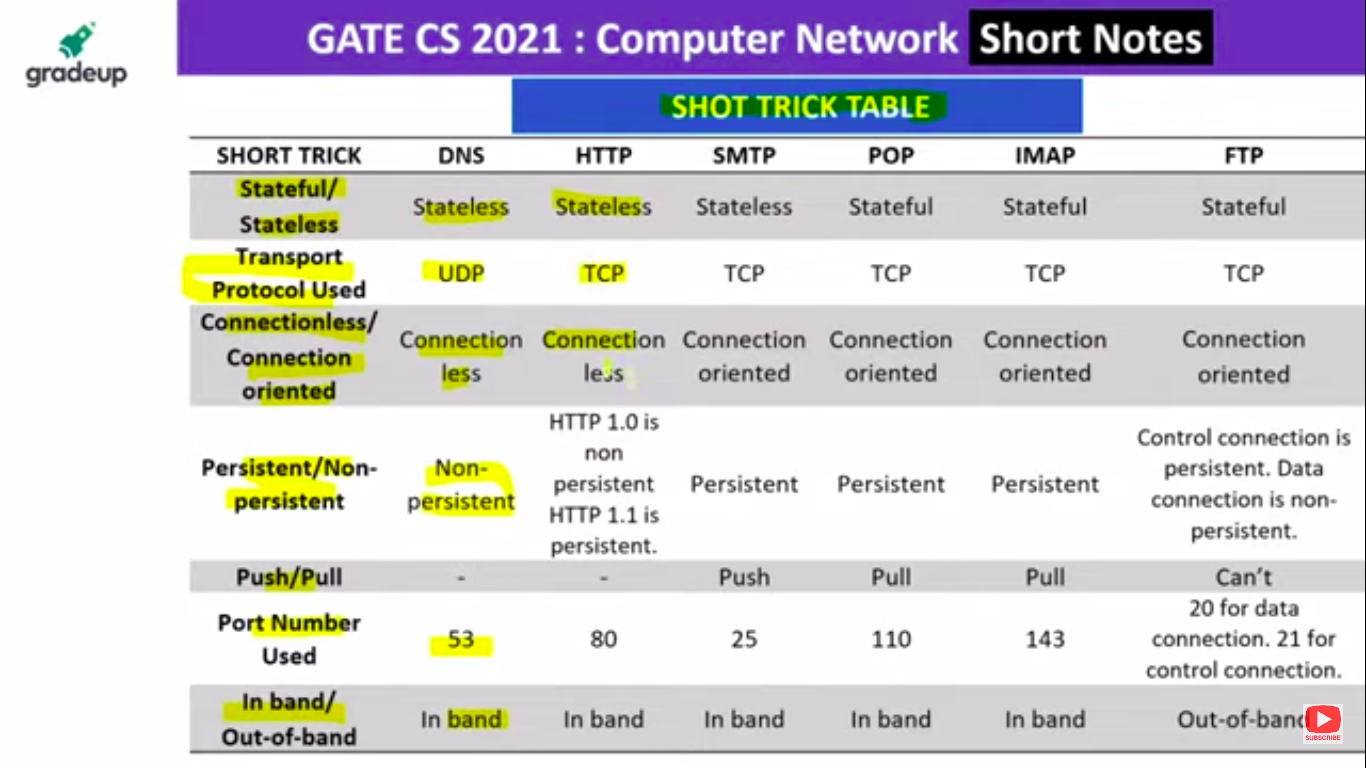 gradeup
GATE CS 2021 : Computer Network Short Notes
SHOT TRICK TABLE
SHORT TRICK DNS HTTP SMTP POP IMAP FTP
Stateful/
Stateless
Stateless Stateless Stateless Stateful Stateful Stateful
Transport
Protocol Used
UDP TCP TCP TCP TCP TCP
Connectionless/
Connection
oriented
Connection
less
Connection
less
Connection
oriented
Connection
oriented
Connection
oriented
Connection
oriented
Persistent/Non-
persistent
Non-
persistent
HTTP 1.0 is
non
persistent
HTTP 1.1 is
persistent.
Persistent Persistent Persistent
Control connection is
persistent. Data
connection is non-
persistent.
Push/Pull - - Push Pull Pull Can't
Port Number
Used
53 80 25 110 143
20 for data
connection. 21 for
control connection.
In band/
Out-of-band
In band In band In band In band In band Out-of-band
SUBSCRIBE